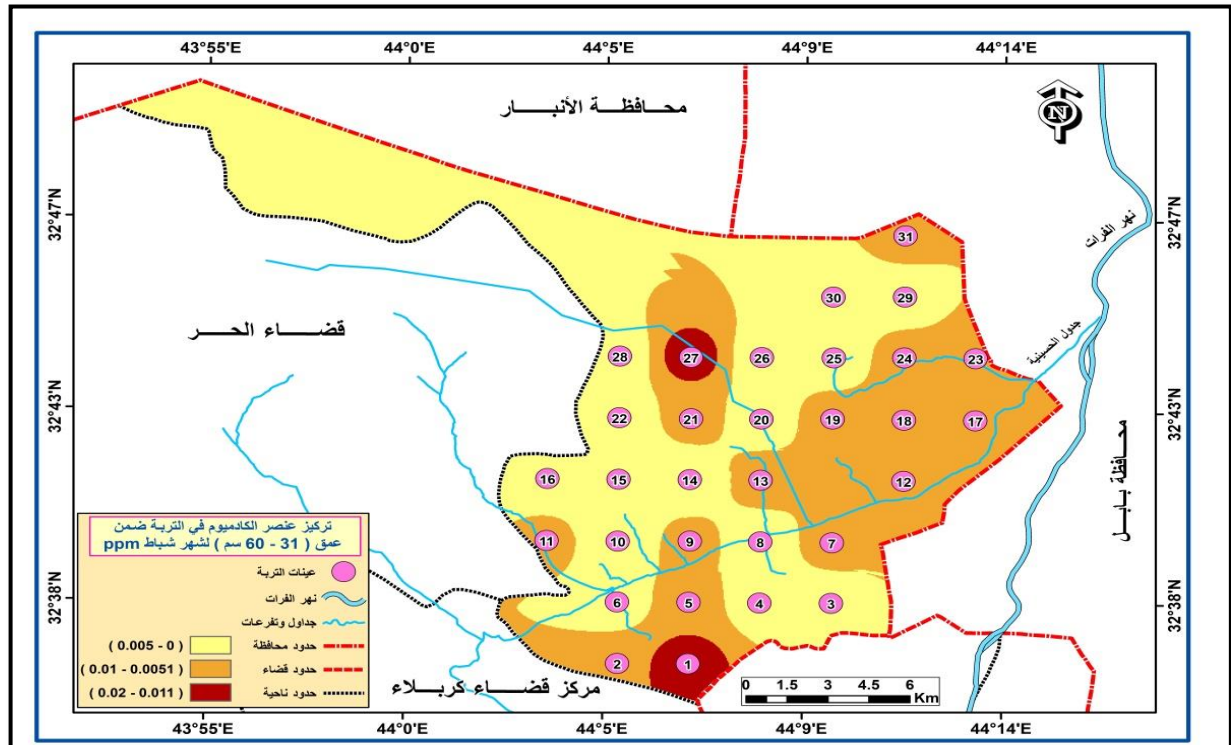 43°55'E
44°0'E
44°5'E
44°9'E
44°14'E
محافظة الأنبار
N
32°47'N
32°47'N
نهر الفرات
31
30
29
قضاء الحر
جدول الحسينية
28
27
26
25
24
23
32°43'N
32°43'N
22
21
20
19
18
17
محافظة بابل
16
15
14
13
12
11
10
9
8
7
32°38'N
32°38'N
6
5
4
3
2
1
مركز قضاء كربلاء
تركيز عنصر الكادميوم في التربة ضمن
عمق ( 31 - 60 سم ) لشهر شباط ppm
عينات التربة
نهر الفرات
جداول وتفرعات
حدود محافظة
( 0 - 0.005 )
حدود قضاء
( 0.0051 - 0.01 )
حدود ناحية
( 0.011 - 0.02 )
0 1.5 3 4.5 6
Km
43°55'E
44°0'E
44°5'E
44°9'E
44°14'E